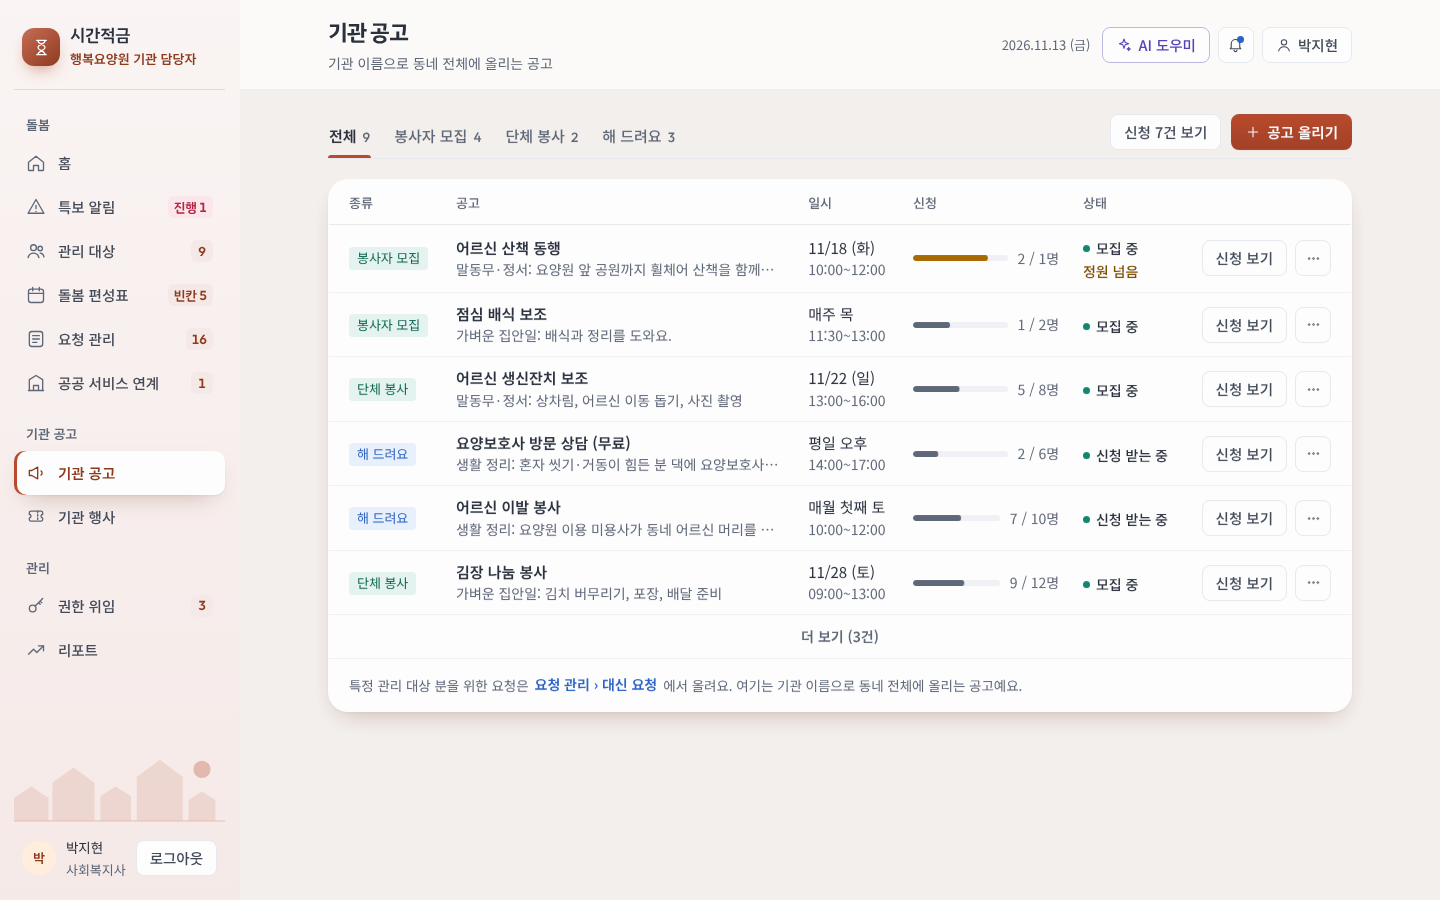 시간적금
행복요양원 기관 담당자
돌봄
홈
특보 알림 진행 1
관리 대상 9
돌봄 편성표 빈칸 5
요청 관리 16
공공 서비스 연계 1
기관 공고
기관 공고
기관 행사
관리
권한 위임 3
리포트
박
박지현
사회복지사
로그아웃
기관 공고
기관 이름으로 동네 전체에 올리는 공고
2026.11.13 (금)
AI 도우미
박지현
전체 9 봉사자 모집 4 단체 봉사 2 해 드려요 3
신청 7건 보기
+ 공고 올리기
종류 공고 일시 신청 상태
봉사자 모집
어르신 산책 동행
말동무·정서: 요양원 앞 공원까지 휠체어 산책을 함께…
11/18 (화)
10:00~12:00
2 / 1명
모집 중
정원 넘음
신청 보기
…
봉사자 모집
점심 배식 보조
가벼운 집안일: 배식과 정리를 도와요.
매주 목
11:30~13:00
1 / 2명
모집 중
신청 보기
…
단체 봉사
어르신 생신잔치 보조
말동무·정서: 상차림, 어르신 이동 돕기, 사진 촬영
11/22 (일)
13:00~16:00
5 / 8명
모집 중
신청 보기
…
해 드려요
요양보호사 방문 상담 (무료)
생활 정리: 혼자 씻기·거동이 힘든 분 댁에 요양보호사…
평일 오후
14:00~17:00
2 / 6명
신청 받는 중
신청 보기
…
해 드려요
어르신 이발 봉사
생활 정리: 요양원 이용 미용사가 동네 어르신 머리를 …
매월 첫째 토
10:00~12:00
7 / 10명
신청 받는 중
신청 보기
…
단체 봉사
김장 나눔 봉사
가벼운 집안일: 김치 버무리기, 포장, 배달 준비
11/28 (토)
09:00~13:00
9 / 12명
모집 중
신청 보기
…
더 보기 (3건)
특정 관리 대상 분을 위한 요청은 요청 관리 › 대신 요청 에서 올려요. 여기는 기관 이름으로 동네 전체에 올리는 공고예요.